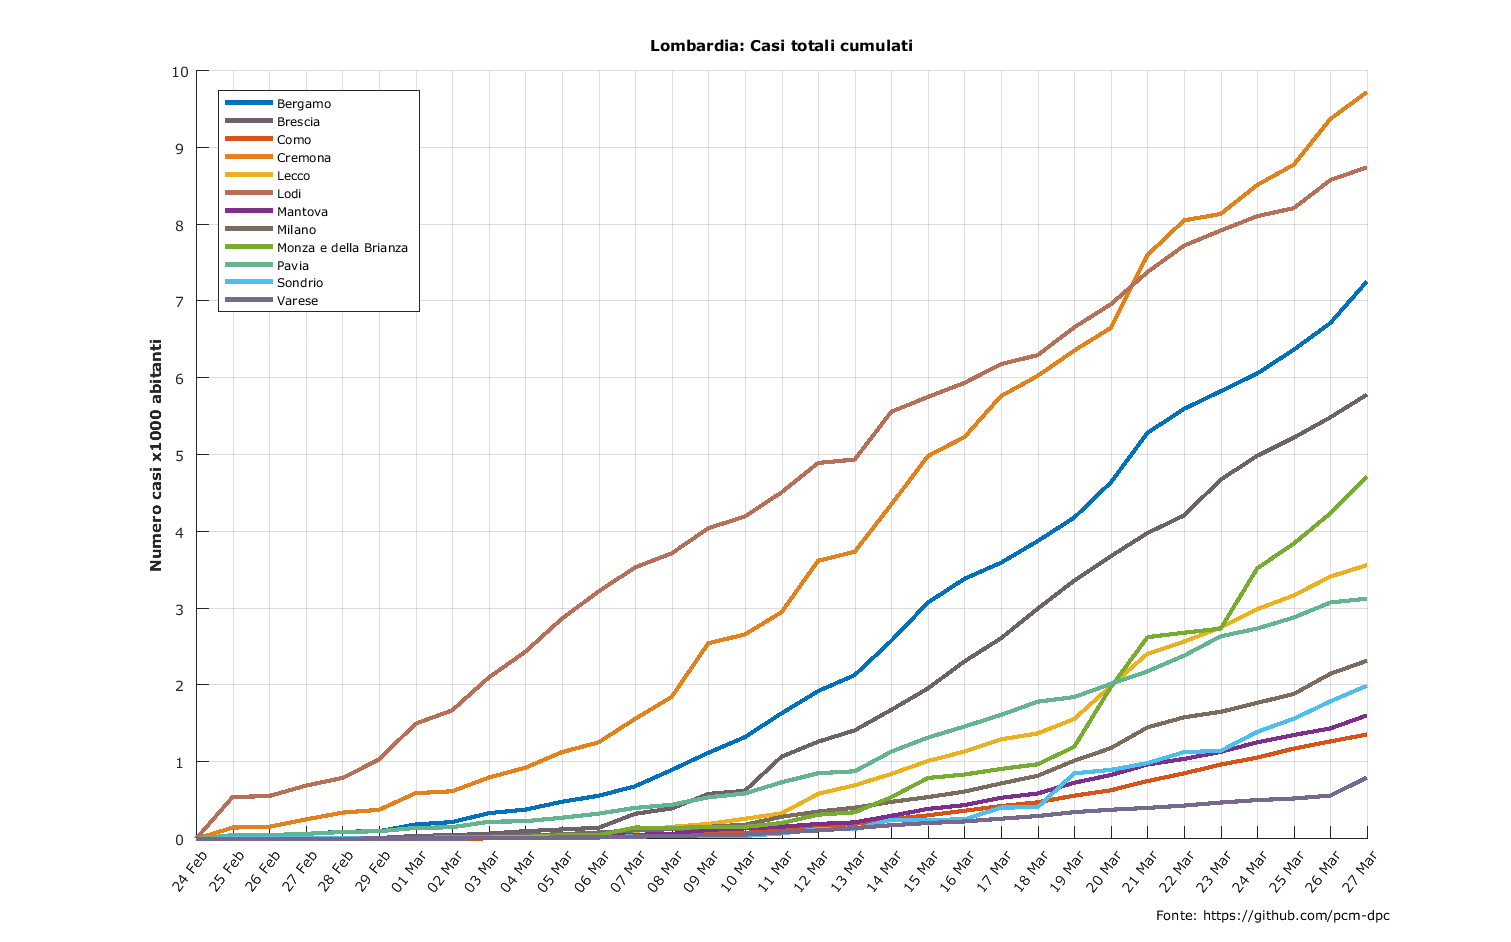 Lombardia: Casi totali cumulati
10
9
8
7
6
5
4
3
2
1
0
Numero casi x1000 abitanti
Bergamo
Brescia
Como
Cremona
Lecco
Lodi
Mantova
Milano
Monza e della Brianza
Pavia
Sondrio
Varese
24 Feb
25 Feb
26 Feb
27 Feb
28 Feb
29 Feb
01 Mar
02 Mar
03 Mar
04 Mar
05 Mar
06 Mar
07 Mar
08 Mar
09 Mar
10 Mar
11 Mar
12 Mar
13 Mar
14 Mar
15 Mar
16 Mar
17 Mar
18 Mar
19 Mar
20 Mar
21 Mar
22 Mar
23 Mar
24 Mar
25 Mar
26 Mar
27 Mar
Fonte: https://github.com/pcm-dpc